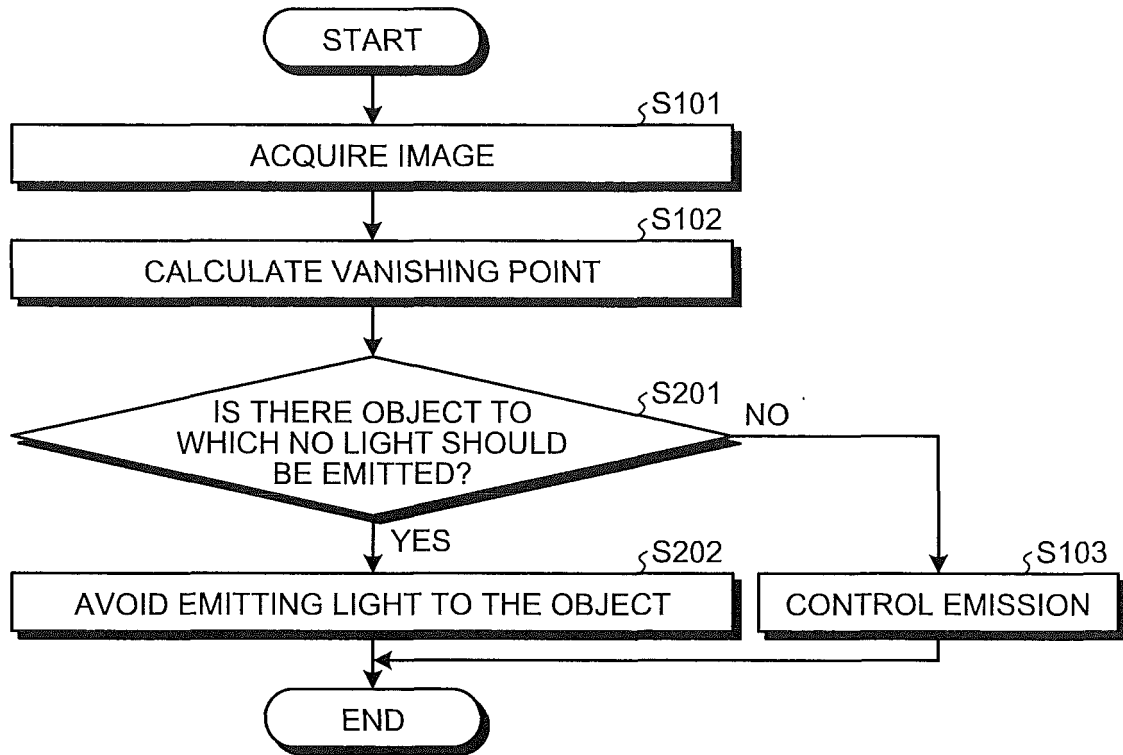 START
S101
ACQUIRE IMAGE
S102
CALCULATE VANISHING POINT
S201
IS THERE OBJECT TO
WHICH NO LIGHT SHOULD
BE EMITTED?
NO
YES
S202
AVOID EMITTING LIGHT TO THE OBJECT
S103
CONTROL EMISSION
END